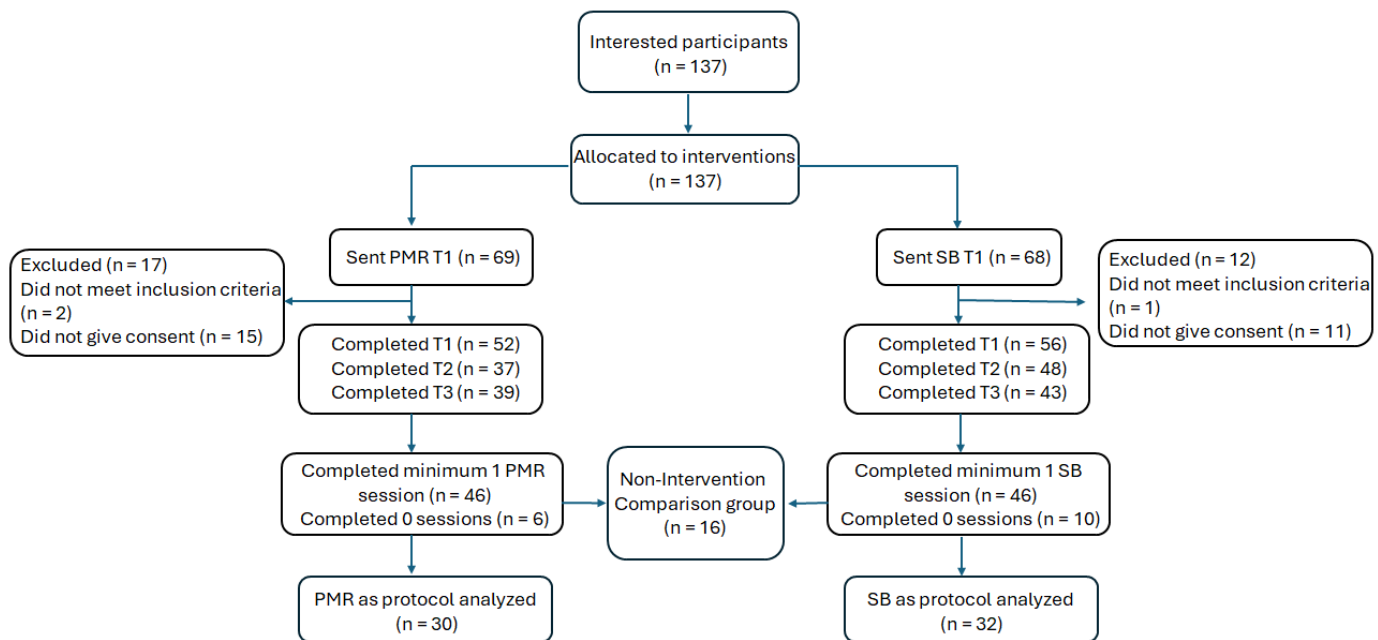 Interested participants
(n = 137)
Allocated to interventions
(n = 137)
Sent PMR T1 (n = 69)
Sent SB T1 (n = 68)
Excluded (n = 17)
Did not meet inclusion criteria
(n = 2)
Did not give consent (n = 15)
Excluded (n = 12)
Did not meet inclusion criteria
(n = 1)
Did not give consent (n = 11)
Completed T1 (n = 52)
Completed T2 (n = 37)
Completed T3 (n = 39)
Completed T1 (n = 56)
Completed T2 (n = 48)
Completed T3 (n = 43)
Completed minimum 1 PMR
session (n = 46)
Completed 0 sessions (n = 6)
Non-Intervention
Comparison group
(n = 16)
Completed minimum 1 SB
session (n = 46)
Completed 0 sessions (n = 10)
PMR as protocol analyzed
(n = 30)
SB as protocol analyzed
(n = 32)